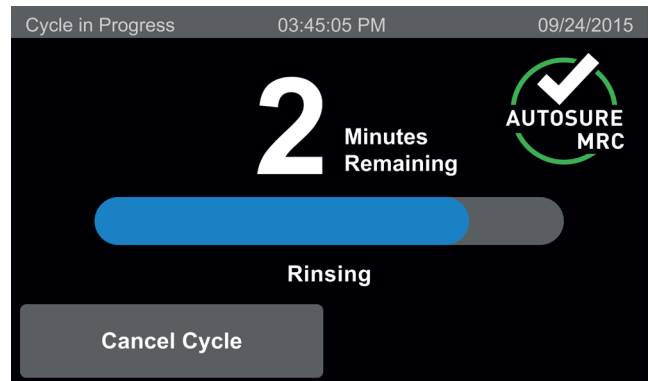 Cycle in Progress 03:45:05 PM 09/24/2015
2 Minutes
Remaining
AUTOSURE
MRC
Rinsing
Cancel Cycle